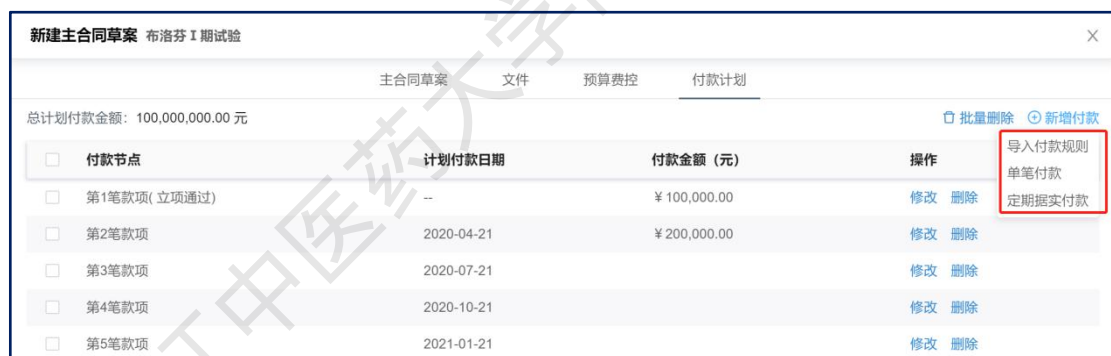 新建主合同草案 布洛芬 I 期试验
主合同草案 文件 预算费控 付款计划
总计划付款金额: 100,000,000.00 元 批量删除 新增付款
导入付款规则
单笔付款
定期据实付款
付款节点 计划付款日期 付款金额（元） 操作
第1笔款项( 立项通过) -- ¥ 100,000.00 修改 删除
第2笔款项 2020-04-21 ¥ 200,000.00 修改 删除
第3笔款项 2020-07-21 修改 删除
第4笔款项 2020-10-21 修改 删除
第5笔款项 2021-01-21 修改 删除
中医药大学